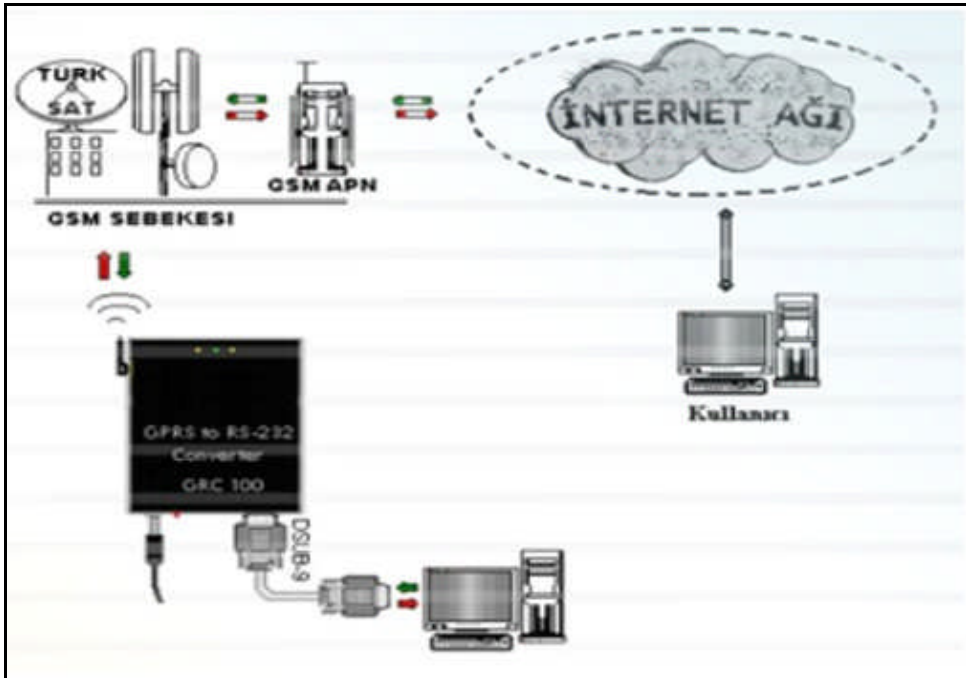 TURK
SAT
GSM APN
GSM SEBEKESI
İNTERNET AĞI
GPRS to RS-232
Converter
GRC 100
DSUB-9
Kullanıcı